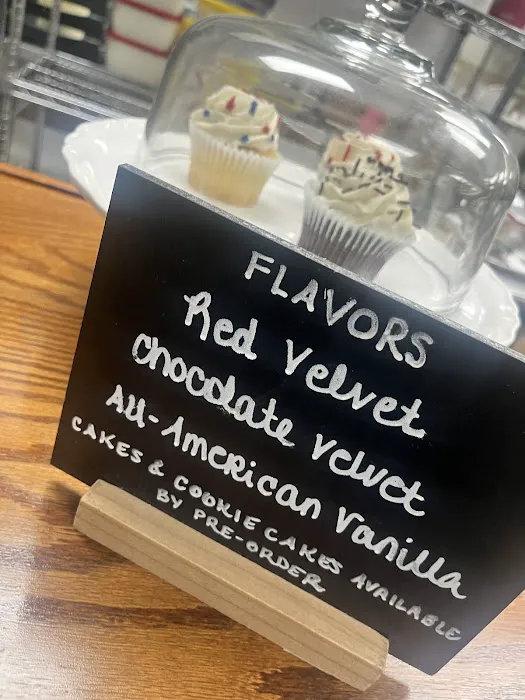 FLAVORS
Red Velvet
Chocolate Velvet
All-American Vanilla
CAKES & COOKIE CAKES AVAILABLE
BY PRE-ORDER